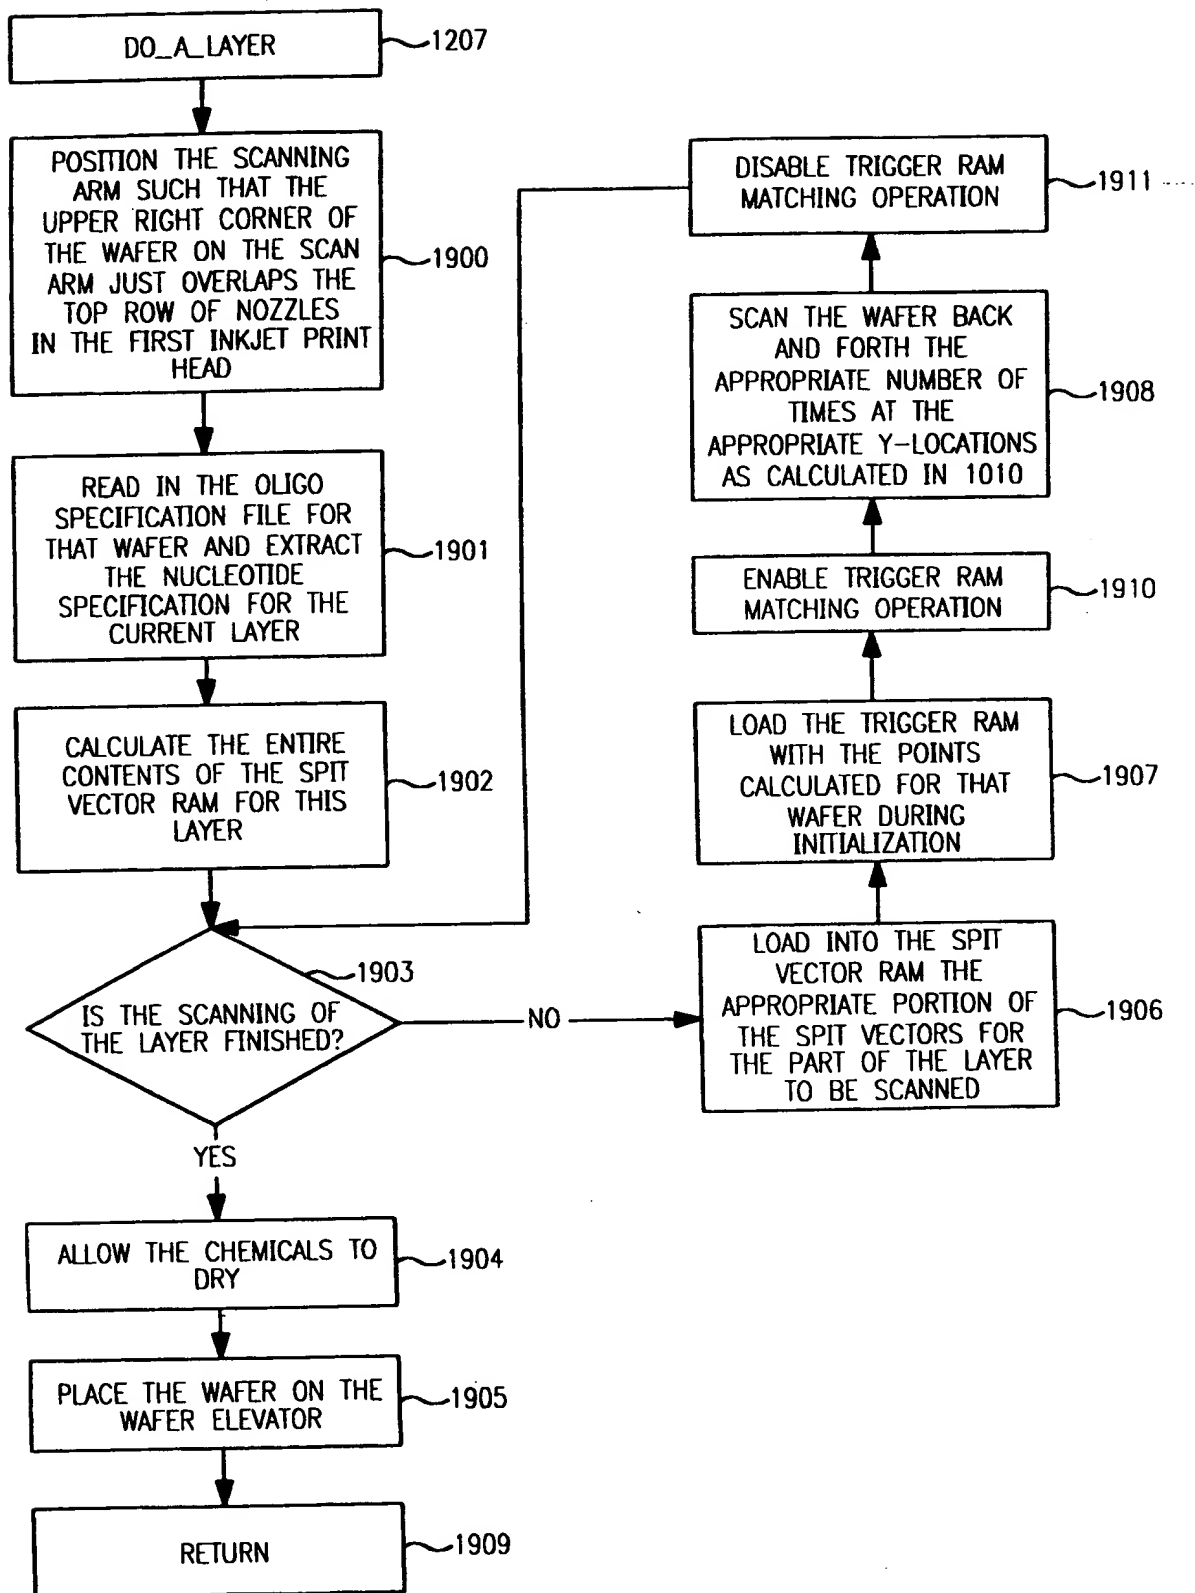 DO_A_LAYER
1207
POSITION THE SCANNING
ARM SUCH THAT THE
UPPER RIGHT CORNER OF
THE WAFER ON THE SCAN
ARM JUST OVERLAPS THE
TOP ROW OF NOZZLES
IN THE FIRST INKJET PRINT
HEAD
1900
READ IN THE OLIGO
SPECIFICATION FILE FOR
THAT WAFER AND EXTRACT
THE NUCLEOTIDE
SPECIFICATION FOR THE
CURRENT LAYER
1901
CALCULATE THE ENTIRE
CONTENTS OF THE SPIT
VECTOR RAM FOR THIS
LAYER
1902
IS THE SCANNING OF
THE LAYER FINISHED?
1903
NO
YES
ALLOW THE CHEMICALS TO
DRY
1904
PLACE THE WAFER ON THE
WAFER ELEVATOR
1905
RETURN
1909
DISABLE TRIGGER RAM
MATCHING OPERATION
1911
SCAN THE WAFER BACK
AND FORTH THE
APPROPRIATE NUMBER OF
TIMES AT THE
APPROPRIATE Y-LOCATIONS
AS CALCULATED IN 1010
1908
ENABLE TRIGGER RAM
MATCHING OPERATION
1910
LOAD THE TRIGGER RAM
WITH THE POINTS
CALCULATED FOR THAT
WAFER DURING
INITIALIZATION
1907
LOAD INTO THE SPIT
VECTOR RAM THE
APPROPRIATE PORTION OF
THE SPIT VECTORS FOR
THE PART OF THE LAYER
TO BE SCANNED
1906